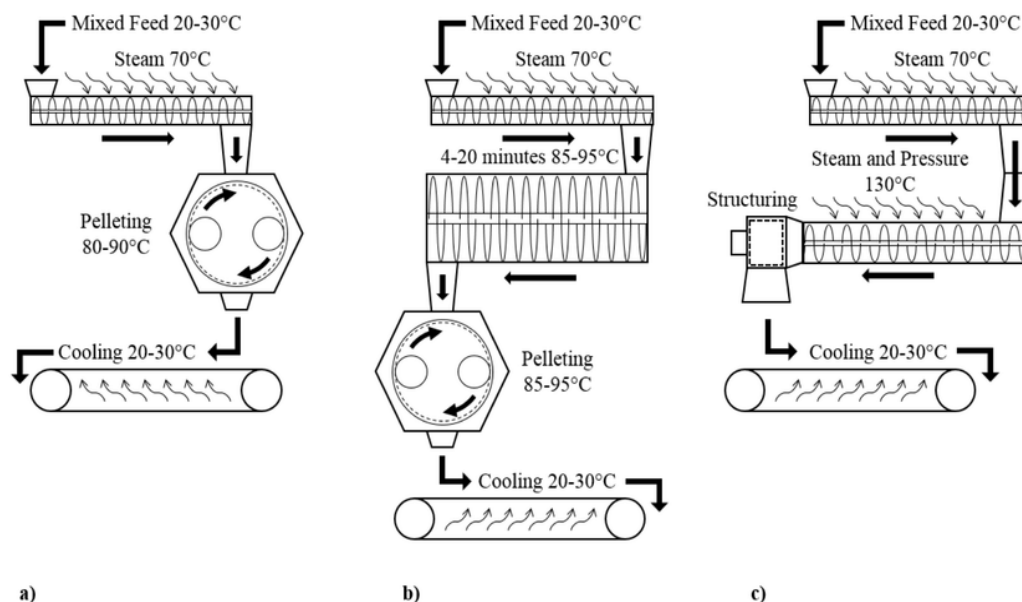 Mixed Feed 20-30°C
Steam 70°C
Pelleting
80-90°C
Cooling 20-30°C
a)
Mixed Feed 20-30°C
Steam 70°C
4-20 minutes 85-95°C
Pelleting
85-95°C
Cooling 20-30°C
b)
Mixed Feed 20-30°C
Steam 70°C
Steam and Pressure
130°C
Structuring
Cooling 20-30°C
c)